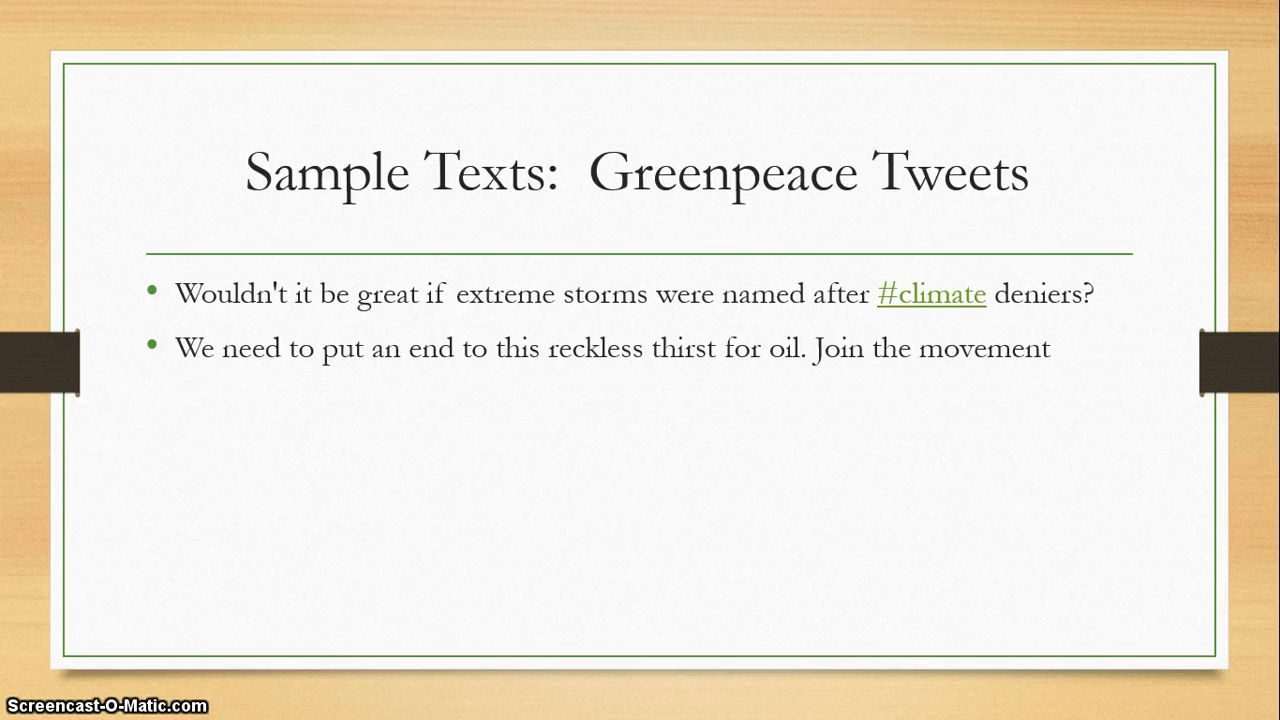 Sample Texts:  Greenpeace Tweets
• Wouldn't it be great if extreme storms were named after #climate deniers?
• We need to put an end to this reckless thirst for oil. Join the movement
Screencast-O-Matic.com